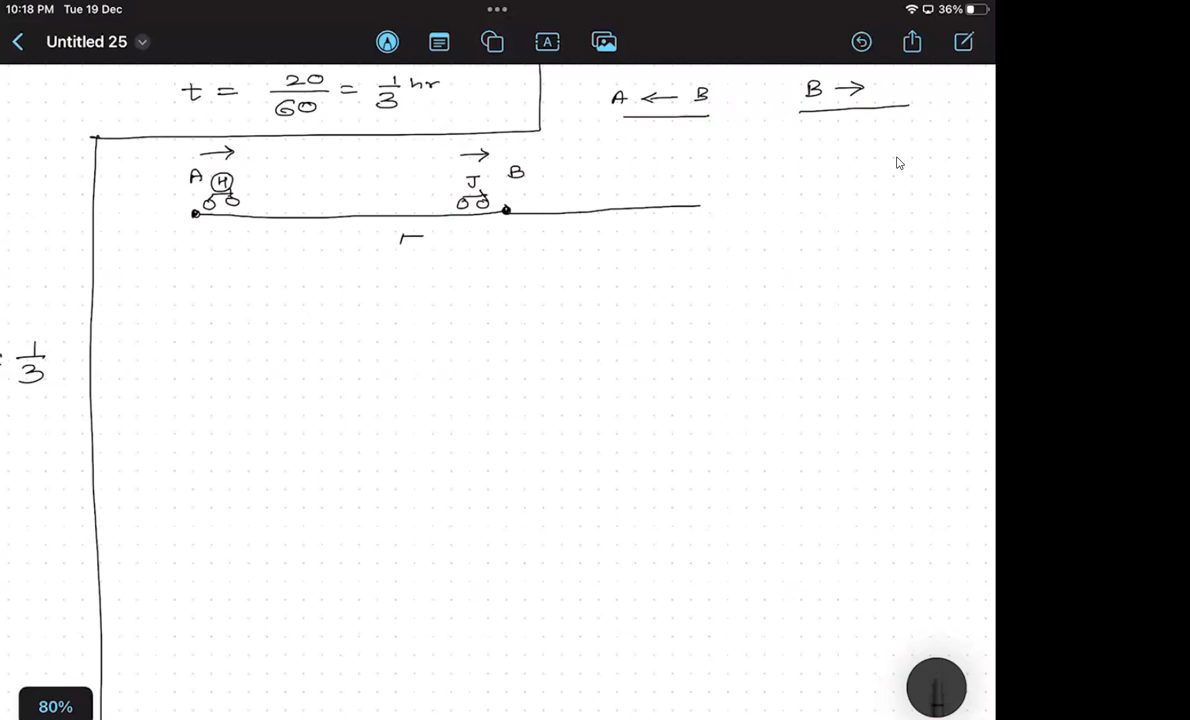 10:18 PM Tue 19 Dec
36%
Untitled 25
A
t = 20/60 = 1/3 hr
A ← B
B →
→ →
A H J B
= 1/3
80%